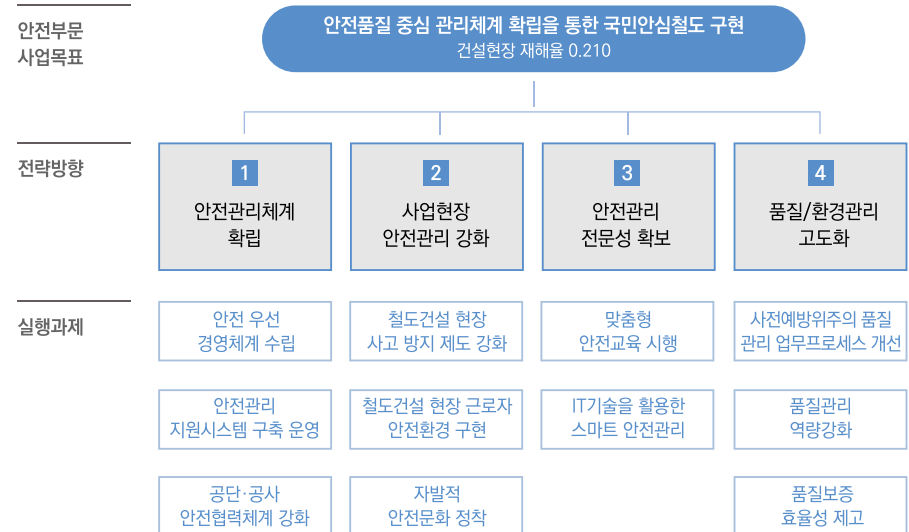 안전부문
사업목표
안전품질 중심 관리체계 확립을 통한 국민안심철도 구현
건설현장 재해율 0.210
전략방향
1
안전관리체계
확립
2
사업현장
안전관리 강화
3
안전관리
전문성 확보
4
품질/환경관리
고도화
실행과제
안전 우선
경영체계 수립
철도건설 현장
사고 방지 제도 강화
맞춤형
안전교육 시행
사전예방위주의 품질
관리 업무프로세스 개선
안전관리
지원시스템 구축 운영
철도건설 현장 근로자
안전환경 구현
IT기술을 활용한
스마트 안전관리
품질관리
역량강화
공단·공사
안전협력체계 강화
자발적
안전문화 정착
품질보증
효율성 제고